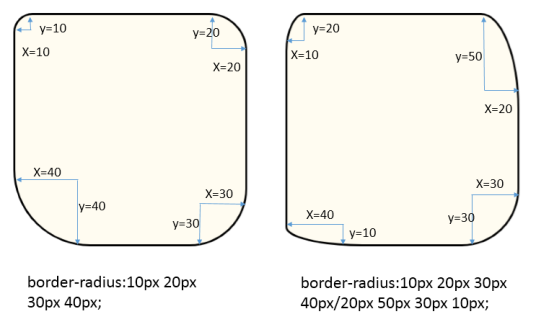 y=10
X=10
y=20
X=20
X=40
y=40
X=30
y=30
border-radius:10px 20px
30px 40px;
y=20
X=10
y=50
X=20
X=40
y=10
X=30
y=30
border-radius:10px 20px 30px
40px/20px 50px 30px 10px;